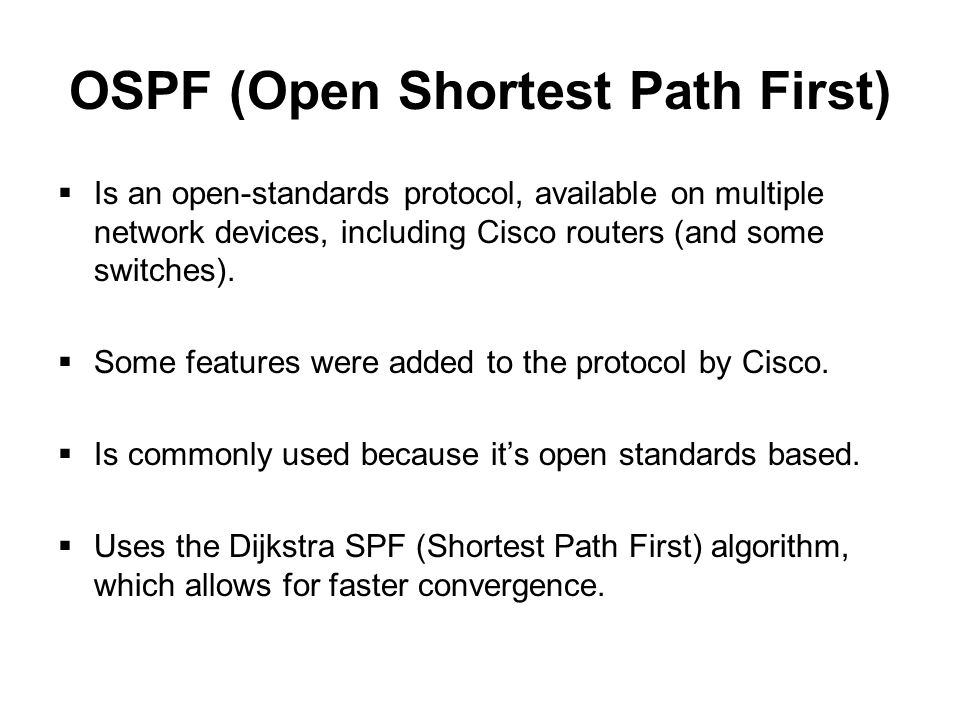 OSPF (Open Shortest Path First)
▪ Is an open-standards protocol, available on multiple
network devices, including Cisco routers (and some
switches).
▪ Some features were added to the protocol by Cisco.
▪ Is commonly used because it’s open standards based.
▪ Uses the Dijkstra SPF (Shortest Path First) algorithm,
which allows for faster convergence.